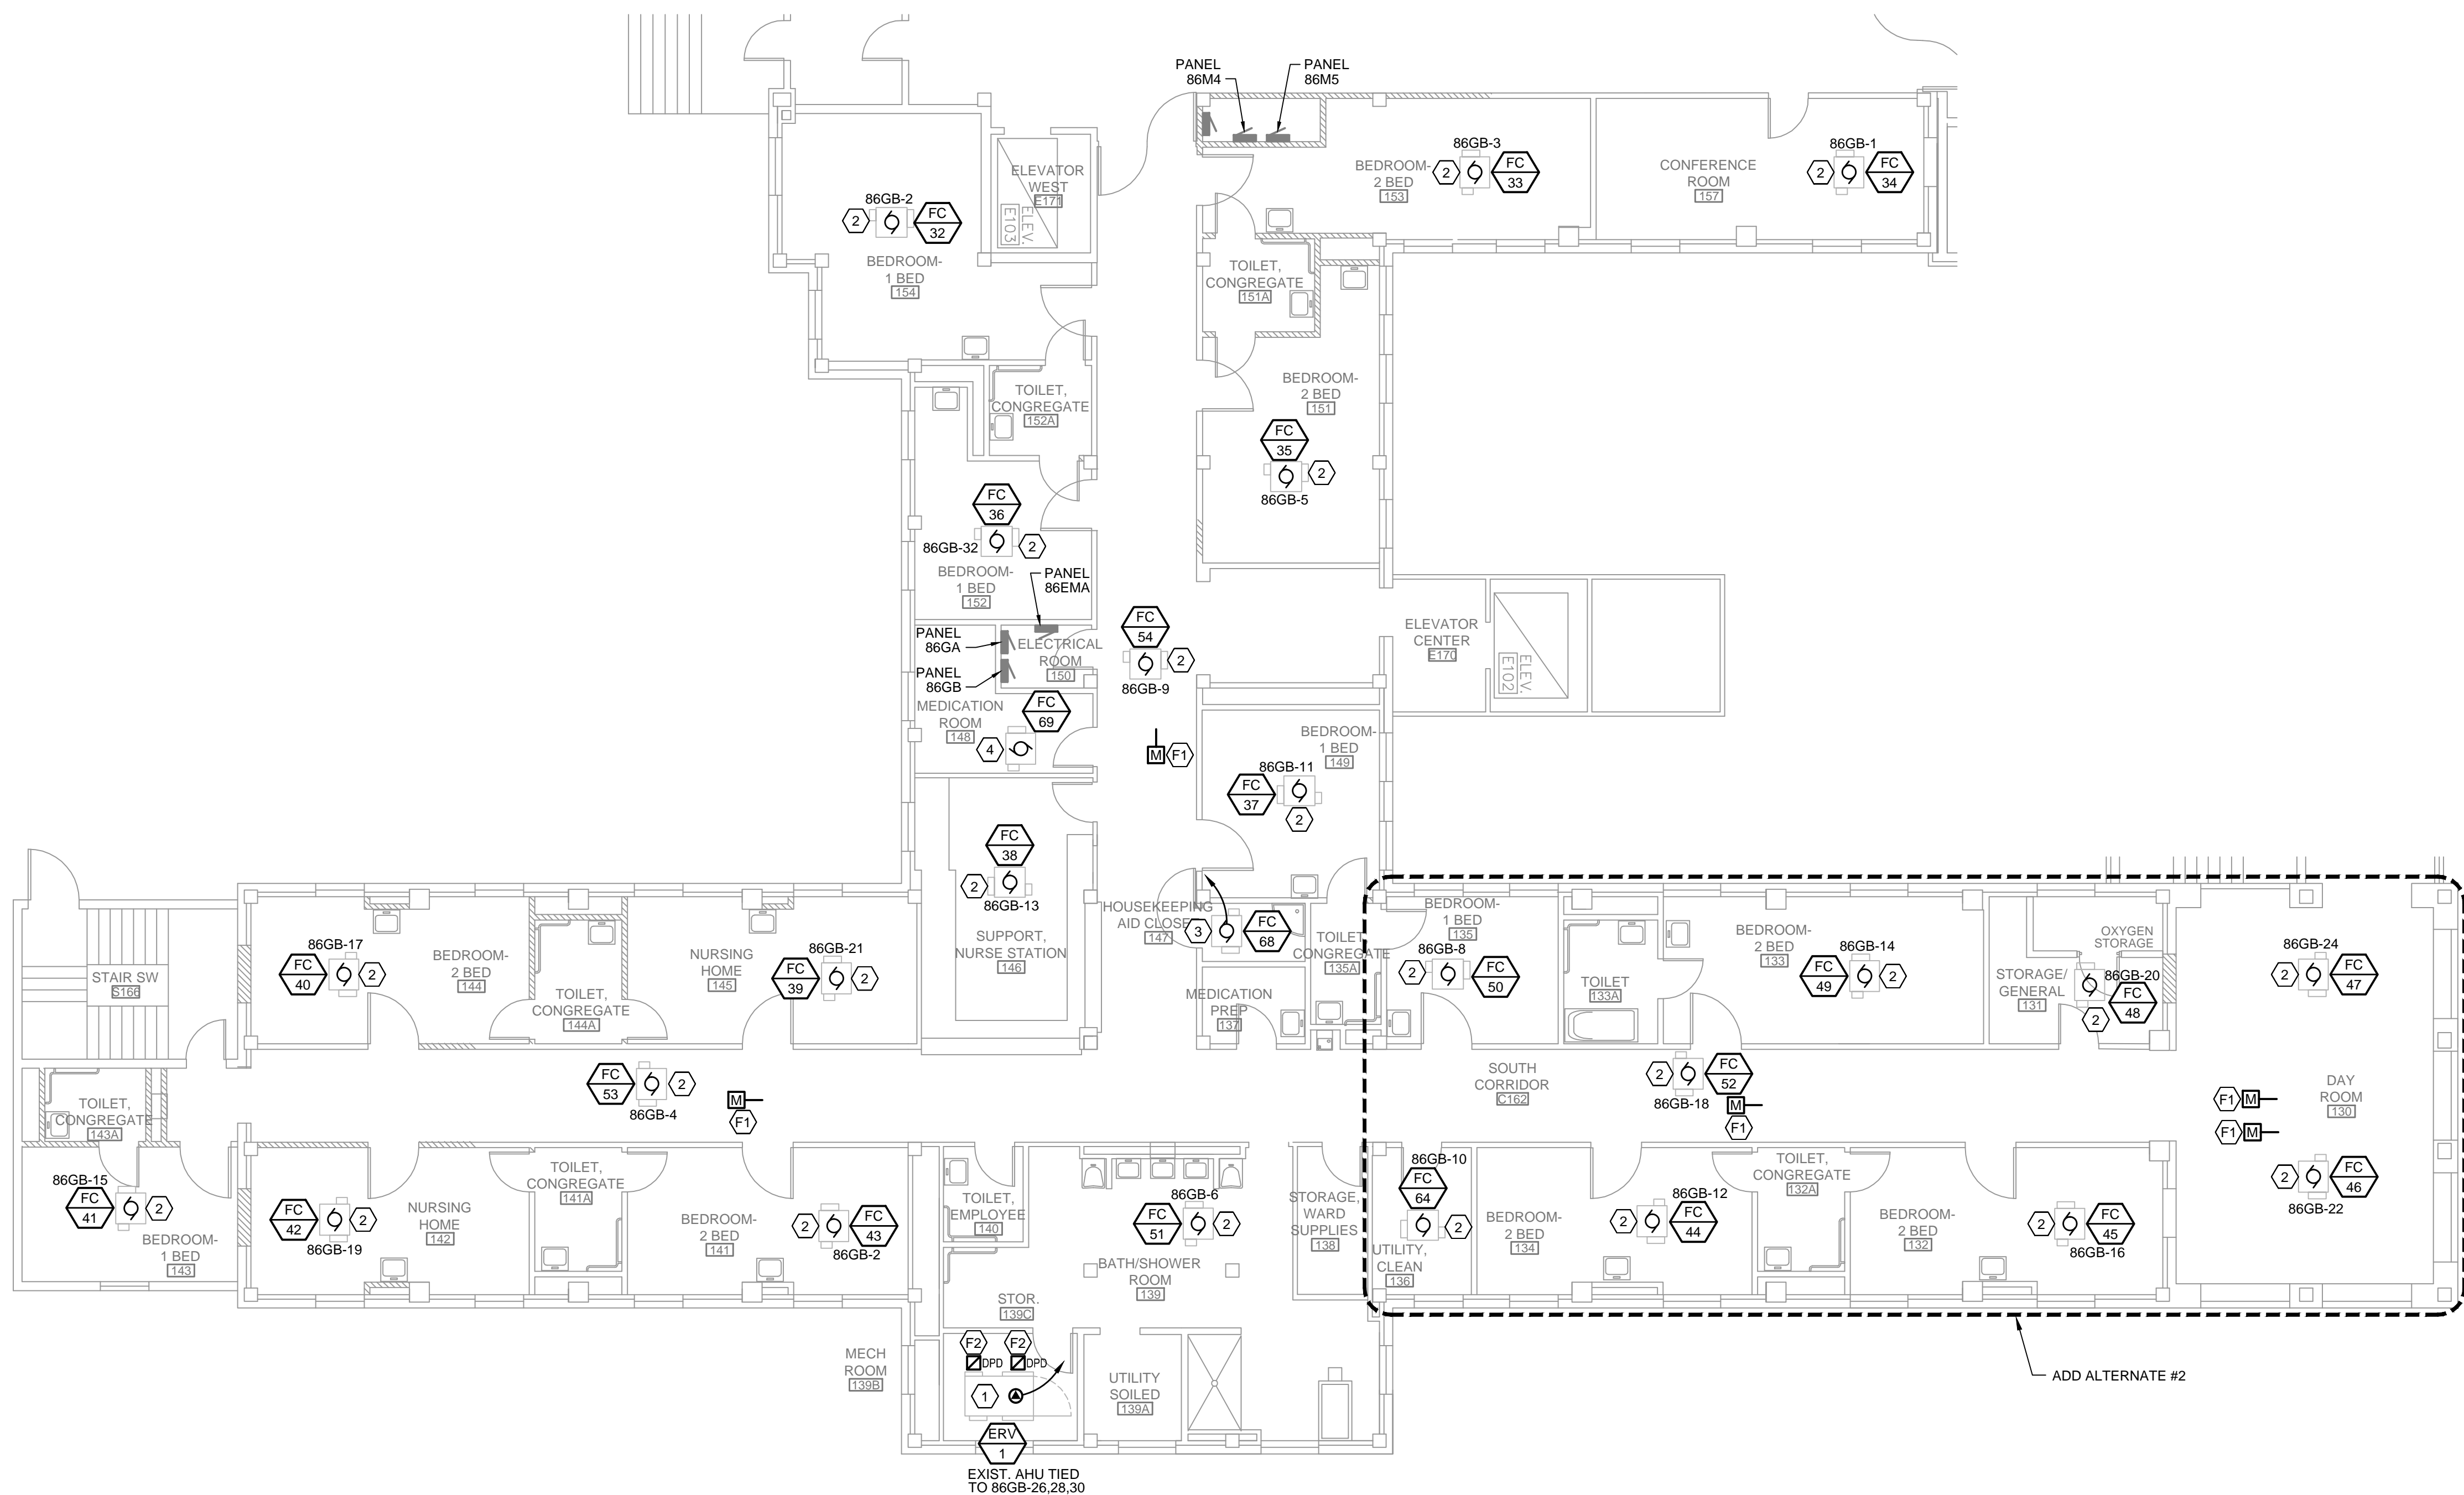 PANEL
86M4
PANEL
86M5
86GB-3
2
FC
33
BEDROOM-
2 BED
153
86GB-1
2
FC
34
CONFERENCE
ROOM
157
ELEVATOR
WEST
E171
ELEV.
E103
86GB-2
2
FC
32
BEDROOM-
1 BED
154
TOILET,
CONGREGATE
151A
BEDROOM-
2 BED
151
FC
35
2
86GB-5
TOILET,
CONGREGATE
152A
FC
36
86GB-32
2
BEDROOM-
1 BED
152
PANEL
86EMA
PANEL
86GA
ELECTRICAL
ROOM
150
PANEL
86GB
FC
54
2
86GB-9
ELEVATOR
CENTER
E170
ELEV.
E102
MEDICATION
ROOM
148
FC
69
4
M
F1
BEDROOM-
1 BED
149
86GB-11
FC
37
2
FC
38
2
86GB-13
SUPPORT,
NURSE STATION
146
HOUSEKEEPING
AID CLOSET
147
3
FC
68
TOILET,
CONGREGATE
135A
MEDICATION
PREP
137
STAIR SW
S166
86GB-17
FC
40
2
BEDROOM-
2 BED
144
TOILET,
CONGREGATE
144A
NURSING
HOME
145
86GB-21
FC
39
2
BEDROOM-
1 BED
135
86GB-8
2
FC
50
TOILET
133A
BEDROOM-
2 BED
133
86GB-14
FC
49
2
OXYGEN
STORAGE
STORAGE/
GENERAL
131
86GB-20
FC
48
2
86GB-24
2
FC
47
FC
53
2
86GB-4
M
F1
SOUTH
CORRIDOR
C162
2
FC
52
86GB-18
M
F1
F1
M
F1
M
DAY
ROOM
130
TOILET,
CONGREGATE
143A
86GB-15
FC
41
2
BEDROOM-
1 BED
143
FC
42
2
86GB-19
NURSING
HOME
142
TOILET,
CONGREGATE
141A
BEDROOM-
2 BED
141
2
FC
43
86GB-2
TOILET,
EMPLOYEE
140
86GB-6
FC
51
2
BATH/SHOWER
ROOM
139
STORAGE,
WARD
SUPPLIES
138
86GB-10
FC
64
2
UTILITY,
CLEAN
136
BEDROOM-
2 BED
134
86GB-12
2
FC
44
TOILET,
CONGREGATE
132A
BEDROOM-
2 BED
132
2
FC
45
86GB-16
2
FC
46
86GB-22
STOR.
139C
MECH
ROOM
139B
F2
F2
DPD
DPD
1
UTILITY
SOILED
139A
ERV
1
EXIST. AHU TIED
TO 86GB-26,28,30
ADD ALTERNATE #2